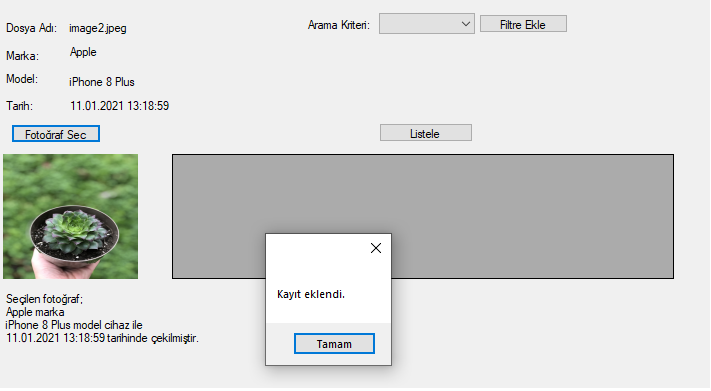 Dosya Adı: image2.jpeg
Arama Kriteri: Filtre Ekle
Marka: Apple
Model: iPhone 8 Plus
Tarih: 11.01.2021 13:18:59
Fotoğraf Sec
Listele
Kayıt eklendi.
Tamam
Seçilen fotoğraf;
Apple marka
iPhone 8 Plus model cihaz ile
11.01.2021 13:18:59 tarihinde çekilmiştir.